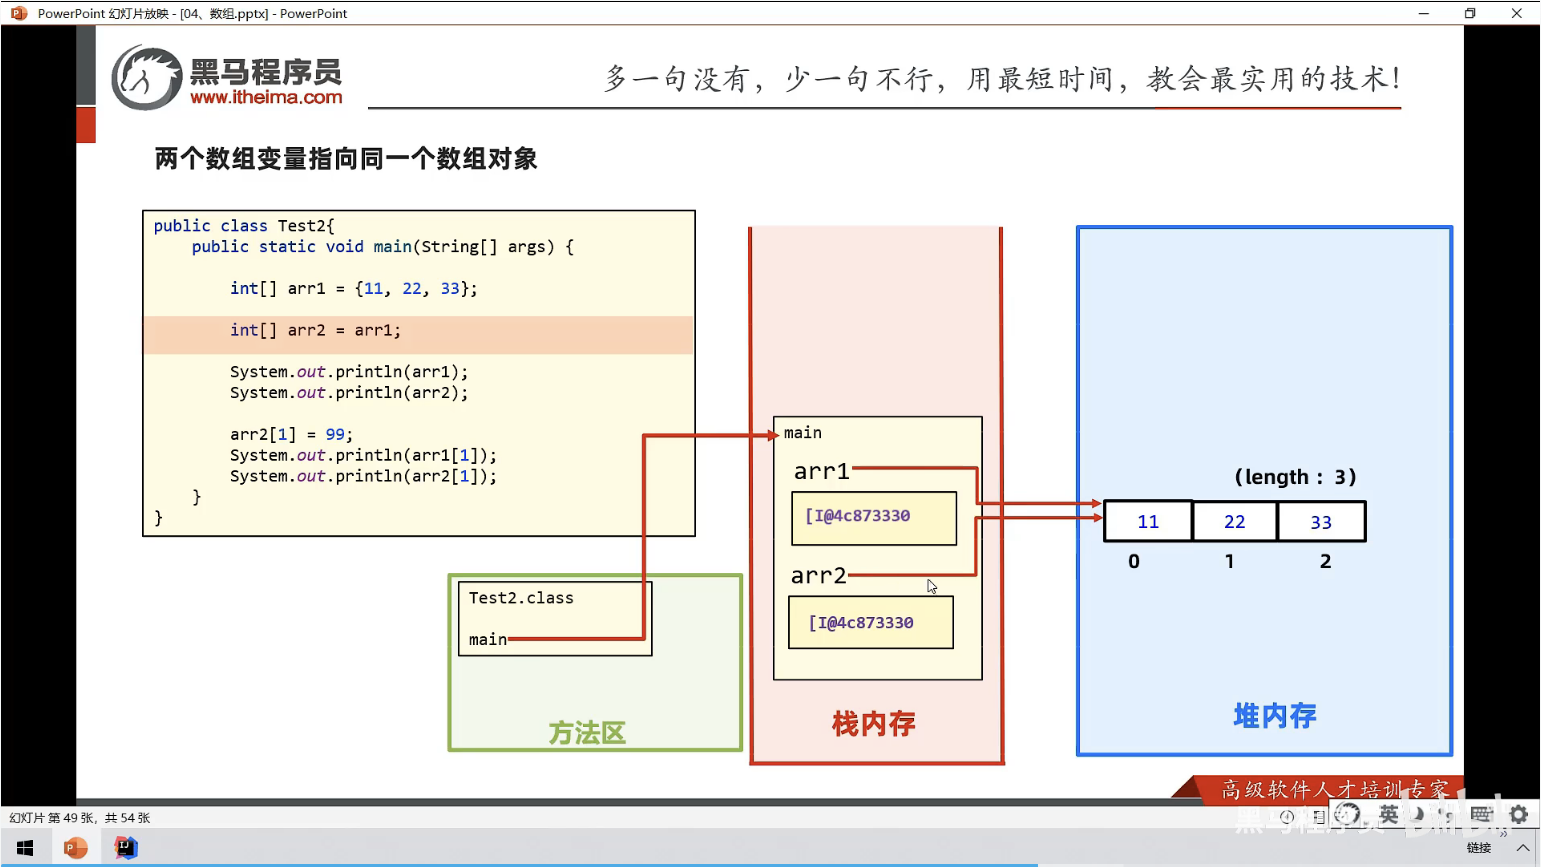 PowerPoint 幻灯片放映 - [04、数组.pptx] - PowerPoint
黑马程序员
www.itheima.com
多一句没有，少一句不行，用最短时间，教会最实用的技术！
两个数组变量指向同一个数组对象
public class Test2{
public static void main(String[] args) {
int[] arr1 = {11, 22, 33};
int[] arr2 = arr1;
System.out.println(arr1);
System.out.println(arr2);
arr2[1] = 99;
System.out.println(arr1[1]);
System.out.println(arr2[1]);
}
}
Test2.class
main
方法区
main
arr1
[I@4c873330
arr2
[I@4c873330
栈内存
(length : 3)
11 22 33
0 1 2
堆内存
高级软件人才培训专家
幻灯片 第 49 张，共 54 张
英
黑马程序员 bilibili
链接